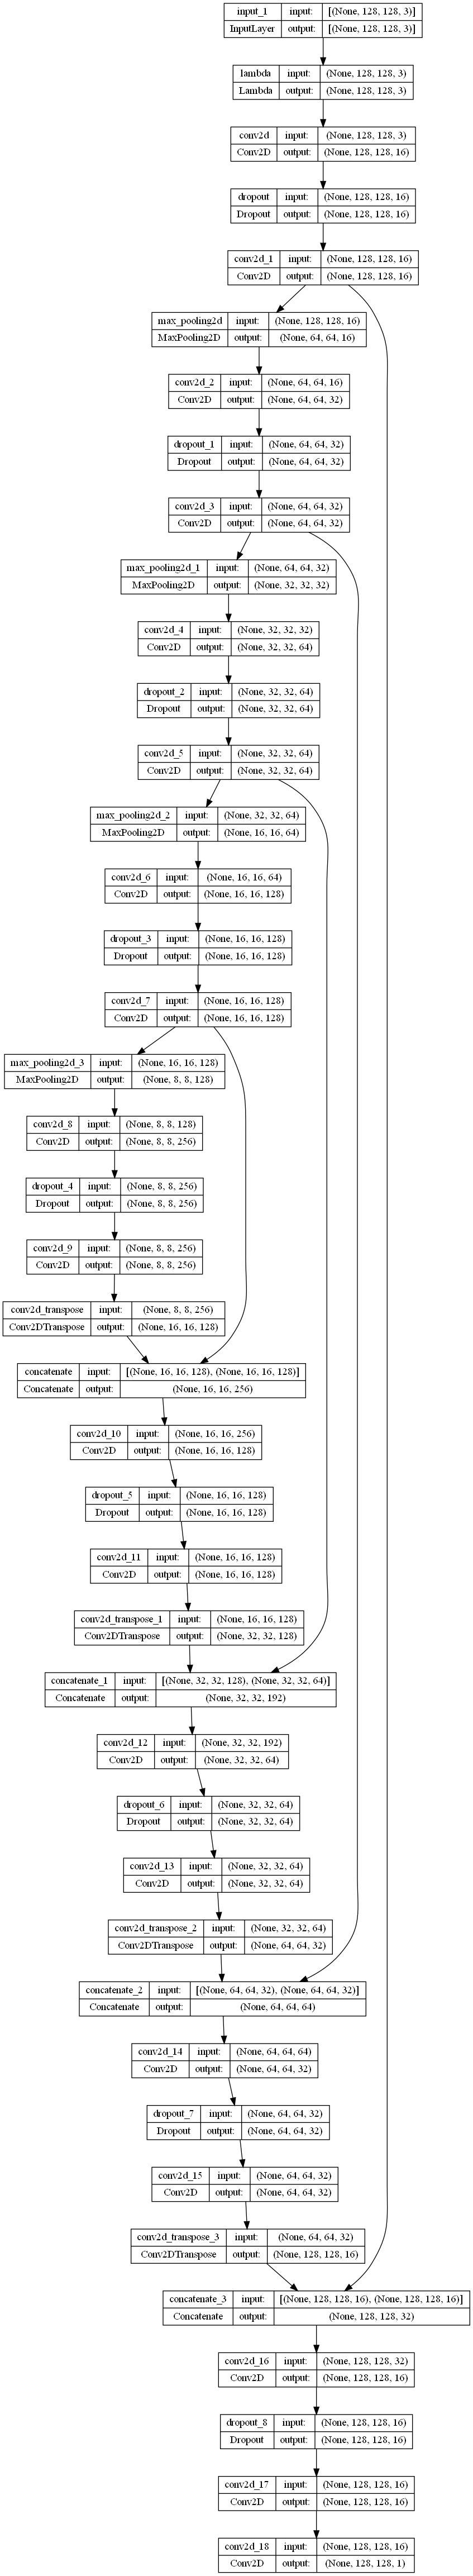 input_1 input: [(None, 128, 128, 3)]
InputLayer output: [(None, 128, 128, 3)]
lambda input: (None, 128, 128, 3)
Lambda output: (None, 128, 128, 3)
conv2d input: (None, 128, 128, 3)
Conv2D output: (None, 128, 128, 16)
dropout input: (None, 128, 128, 16)
Dropout output: (None, 128, 128, 16)
conv2d_1 input: (None, 128, 128, 16)
Conv2D output: (None, 128, 128, 16)
max_pooling2d input: (None, 128, 128, 16)
MaxPooling2D output: (None, 64, 64, 16)
conv2d_2 input: (None, 64, 64, 16)
Conv2D output: (None, 64, 64, 32)
dropout_1 input: (None, 64, 64, 32)
Dropout output: (None, 64, 64, 32)
conv2d_3 input: (None, 64, 64, 32)
Conv2D output: (None, 64, 64, 32)
max_pooling2d_1 input: (None, 64, 64, 32)
MaxPooling2D output: (None, 32, 32, 32)
conv2d_4 input: (None, 32, 32, 32)
Conv2D output: (None, 32, 32, 64)
dropout_2 input: (None, 32, 32, 64)
Dropout output: (None, 32, 32, 64)
conv2d_5 input: (None, 32, 32, 64)
Conv2D output: (None, 32, 32, 64)
max_pooling2d_2 input: (None, 32, 32, 64)
MaxPooling2D output: (None, 16, 16, 64)
conv2d_6 input: (None, 16, 16, 64)
Conv2D output: (None, 16, 16, 128)
dropout_3 input: (None, 16, 16, 128)
Dropout output: (None, 16, 16, 128)
conv2d_7 input: (None, 16, 16, 128)
Conv2D output: (None, 16, 16, 128)
max_pooling2d_3 input: (None, 16, 16, 128)
MaxPooling2D output: (None, 8, 8, 128)
conv2d_8 input: (None, 8, 8, 128)
Conv2D output: (None, 8, 8, 256)
dropout_4 input: (None, 8, 8, 256)
Dropout output: (None, 8, 8, 256)
conv2d_9 input: (None, 8, 8, 256)
Conv2D output: (None, 8, 8, 256)
conv2d_transpose input: (None, 8, 8, 256)
Conv2DTranspose output: (None, 16, 16, 128)
concatenate input: [(None, 16, 16, 128), (None, 16, 16, 128)]
Concatenate output: (None, 16, 16, 256)
conv2d_10 input: (None, 16, 16, 256)
Conv2D output: (None, 16, 16, 128)
dropout_5 input: (None, 16, 16, 128)
Dropout output: (None, 16, 16, 128)
conv2d_11 input: (None, 16, 16, 128)
Conv2D output: (None, 16, 16, 128)
conv2d_transpose_1 input: (None, 16, 16, 128)
Conv2DTranspose output: (None, 32, 32, 128)
concatenate_1 input: [(None, 32, 32, 128), (None, 32, 32, 64)]
Concatenate output: (None, 32, 32, 192)
conv2d_12 input: (None, 32, 32, 192)
Conv2D output: (None, 32, 32, 64)
dropout_6 input: (None, 32, 32, 64)
Dropout output: (None, 32, 32, 64)
conv2d_13 input: (None, 32, 32, 64)
Conv2D output: (None, 32, 32, 64)
conv2d_transpose_2 input: (None, 32, 32, 64)
Conv2DTranspose output: (None, 64, 64, 32)
concatenate_2 input: [(None, 64, 64, 32), (None, 64, 64, 32)]
Concatenate output: (None, 64, 64, 64)
conv2d_14 input: (None, 64, 64, 64)
Conv2D output: (None, 64, 64, 32)
dropout_7 input: (None, 64, 64, 32)
Dropout output: (None, 64, 64, 32)
conv2d_15 input: (None, 64, 64, 32)
Conv2D output: (None, 64, 64, 32)
conv2d_transpose_3 input: (None, 64, 64, 32)
Conv2DTranspose output: (None, 128, 128, 16)
concatenate_3 input: [(None, 128, 128, 16), (None, 128, 128, 16)]
Concatenate output: (None, 128, 128, 32)
conv2d_16 input: (None, 128, 128, 32)
Conv2D output: (None, 128, 128, 16)
dropout_8 input: (None, 128, 128, 16)
Dropout output: (None, 128, 128, 16)
conv2d_17 input: (None, 128, 128, 16)
Conv2D output: (None, 128, 128, 16)
conv2d_18 input: (None, 128, 128, 16)
Conv2D output: (None, 128, 128, 1)